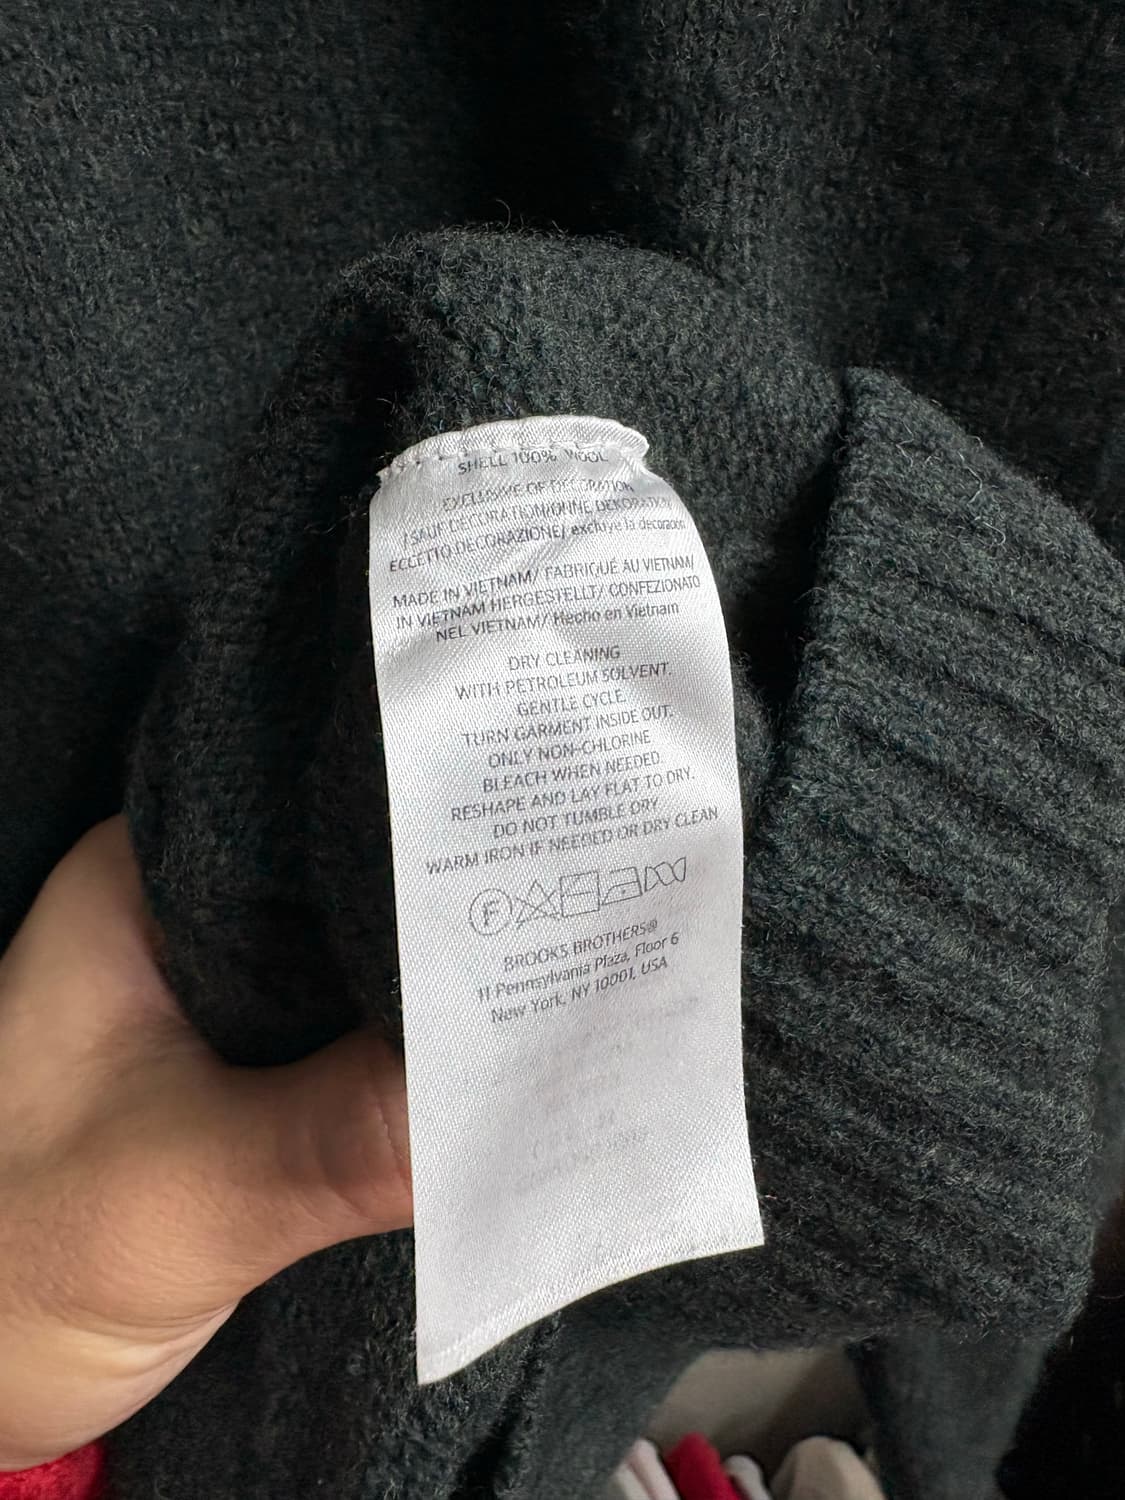 SHELL 100% WOOL
EXCLUSIVE OF DECORATION
/SAUF DECORATION/OHNE DEKORATION/
ECCETTO DECORAZIONE/ excluye la decoración
MADE IN VIETNAM/ FABRIQUÉ AU VIETNAM/
IN VIETNAM HERGESTELLT/ CONFEZIONATO
NEL VIETNAM/ Hecho en Vietnam
DRY CLEANING
WITH PETROLEUM SOLVENT.
GENTLE CYCLE
TURN GARMENT INSIDE OUT.
ONLY NON-CHLORINE
BLEACH WHEN NEEDED.
RESHAPE AND LAY FLAT TO DRY.
DO NOT TUMBLE DRY
WARM IRON IF NEEDED OR DRY CLEAN
F
BROOKS BROTHERS®
11 Pennsylvania Plaza, Floor 6
New York, NY 10001, USA